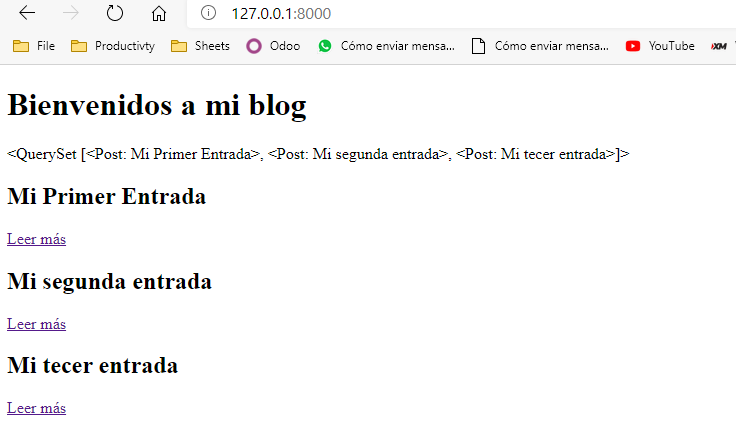 127.0.0.1:8000
File Productivty Sheets Odoo Cómo enviar mensa... Cómo enviar mensa... YouTube IXM
Bienvenidos a mi blog
<QuerySet [<Post: Mi Primer Entrada>, <Post: Mi segunda entrada>, <Post: Mi tecer entrada>]>
Mi Primer Entrada
Leer más
Mi segunda entrada
Leer más
Mi tecer entrada
Leer más